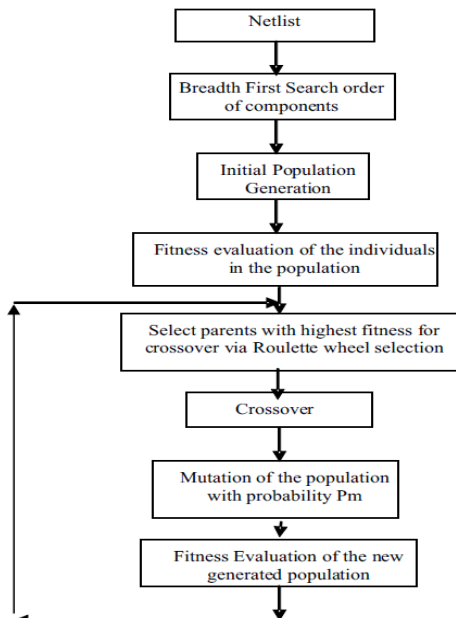 Netlist
Breadth First Search order
of components
Initial Population
Generation
Fitness evaluation of the individuals
in the population
Select parents with highest fitness for
crossover via Roulette wheel selection
Crossover
Mutation of the population
with probability Pm
Fitness Evaluation of the new
generated population